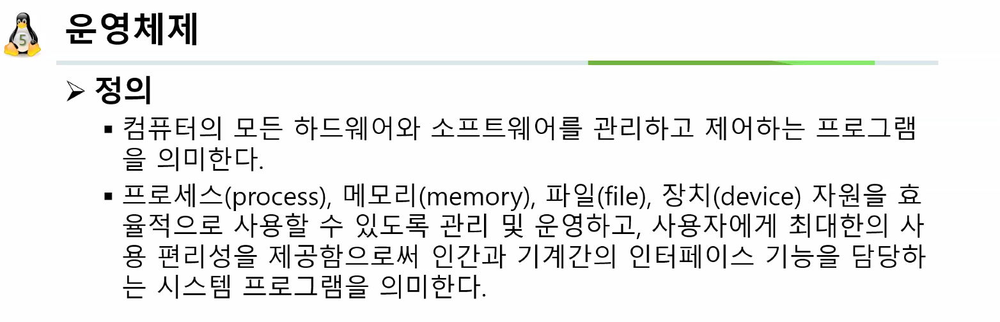 5
운영체제
➢ 정의
▪ 컴퓨터의 모든 하드웨어와 소프트웨어를 관리하고 제어하는 프로그램
을 의미한다.
▪ 프로세스(process), 메모리(memory), 파일(file), 장치(device) 자원을 효
율적으로 사용할 수 있도록 관리 및 운영하고, 사용자에게 최대한의 사
용 편리성을 제공함으로써 인간과 기계간의 인터페이스 기능을 담당하
는 시스템 프로그램을 의미한다.